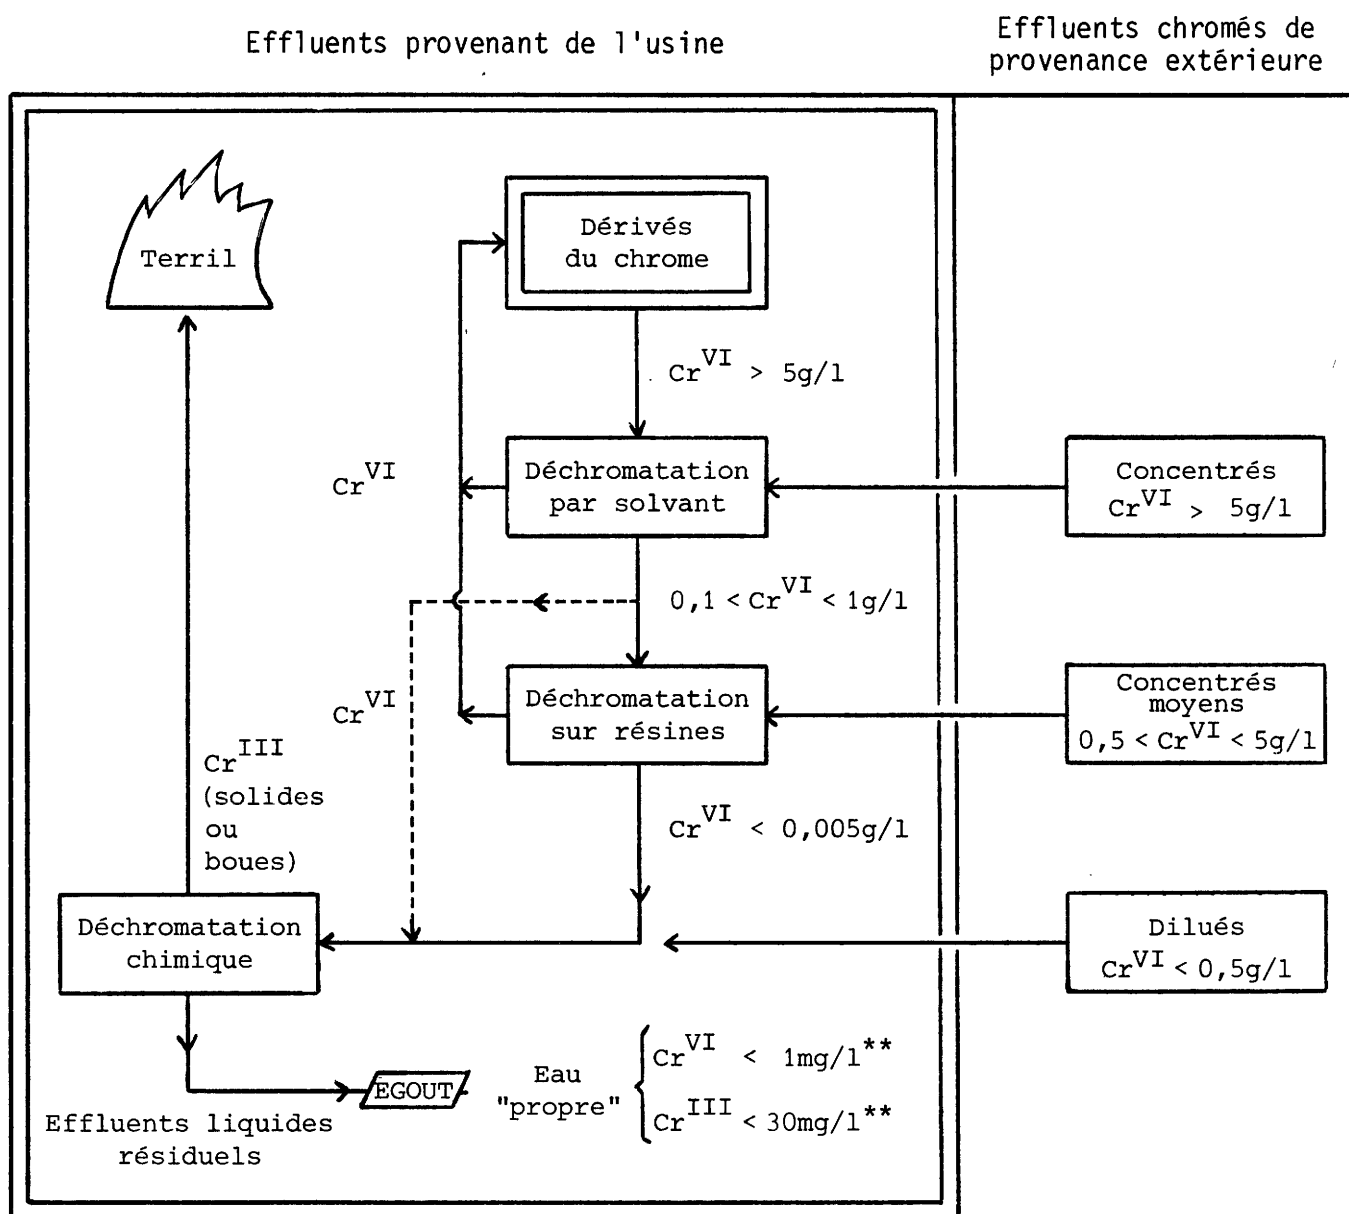 Effluents provenant de l'usine
Effluents chromés de
provenance extérieure
Terril
Dérivés
du chrome
Cr^VI > 5g/l
Déchromatation
par solvant
Cr^VI
Concentrés
Cr^VI > 5g/l
0,1 < Cr^VI < 1g/l
Déchromatation
sur résines
Cr^VI
Concentrés
moyens
0,5 < Cr^VI < 5g/l
Cr^III
(solides
ou
boues)
Cr^VI < 0,005g/l
Déchromatation
chimique
Dilués
Cr^VI < 0,5g/l
EGOUT
Eau
"propre"
Cr^VI < 1mg/l**
Cr^III < 30mg/l**
Effluents liquides
résiduels